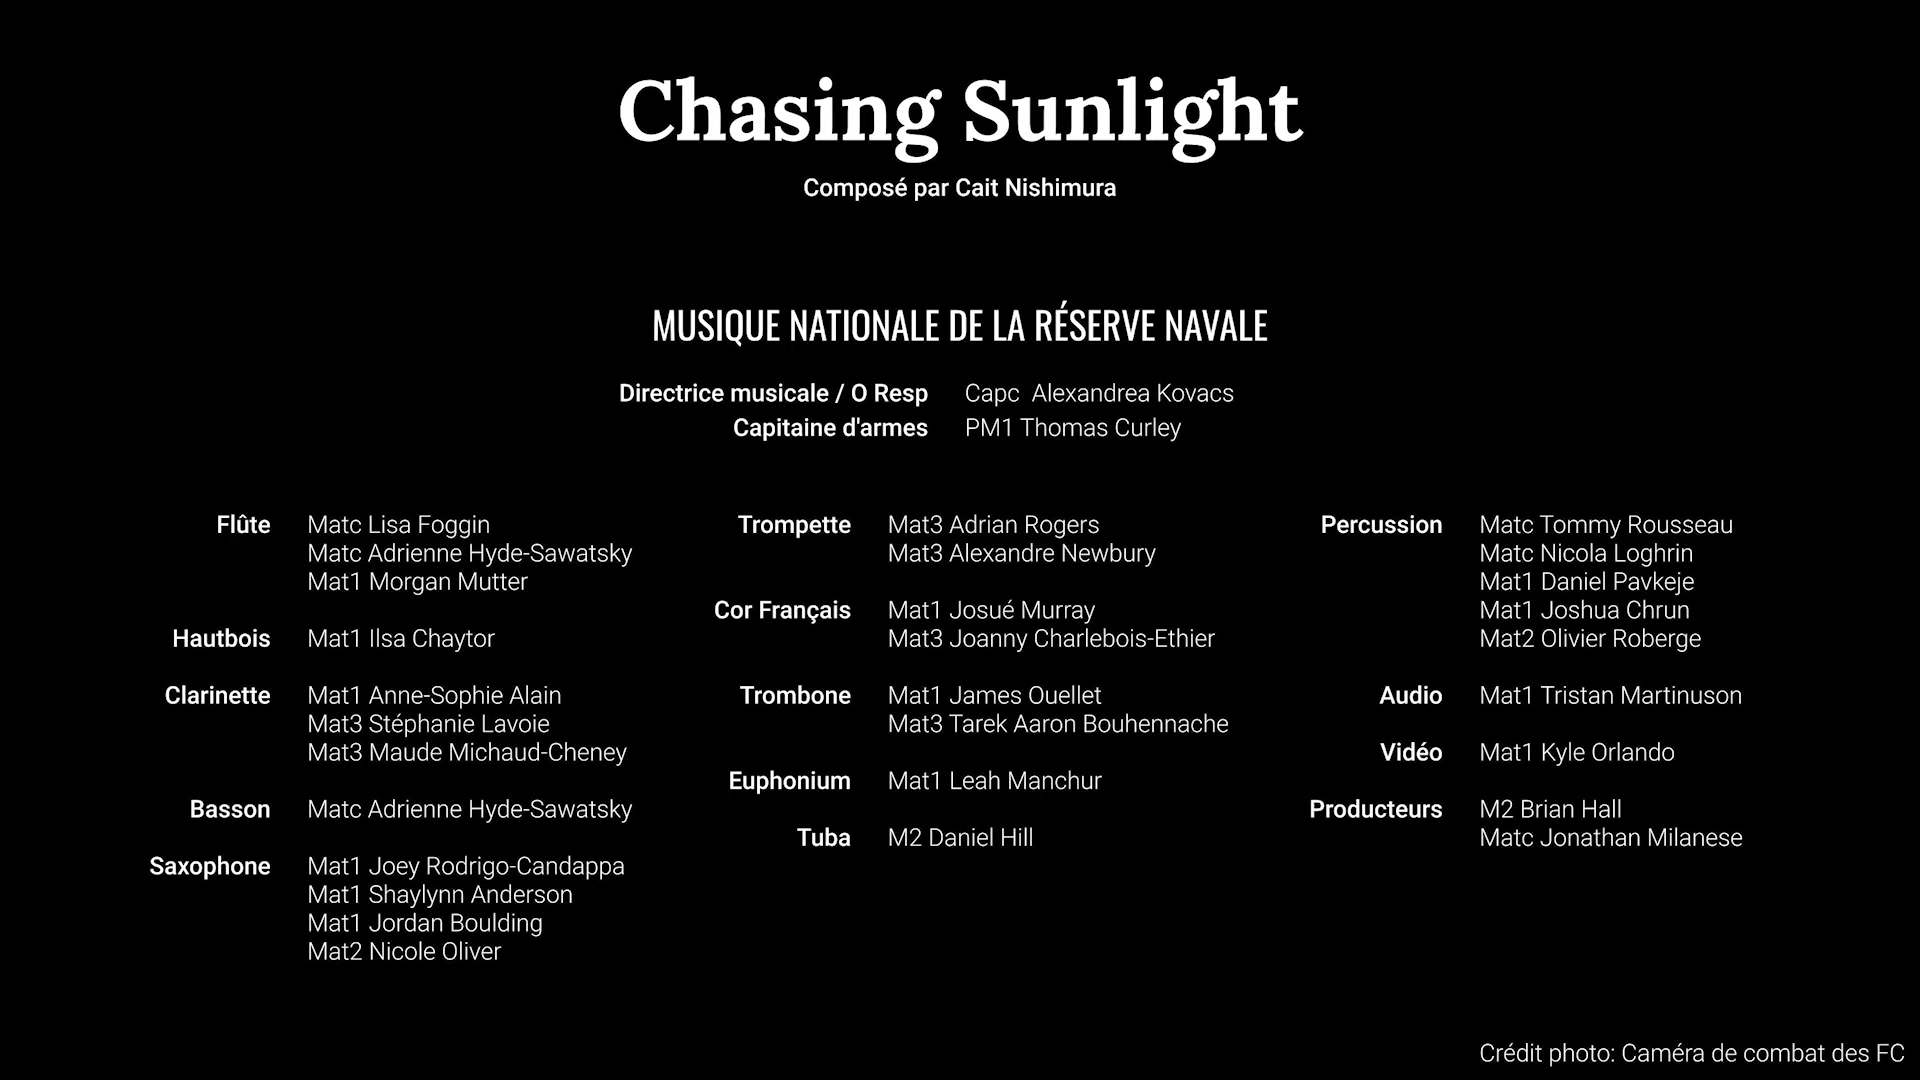 Chasing Sunlight
Composé par Cait Nishimura
MUSIQUE NATIONALE DE LA RÉSERVE NAVALE
Directrice musicale / O Resp Capc Alexandrea Kovacs
Capitaine d'armes PM1 Thomas Curley
Flûte Matc Lisa Foggin
Matc Adrienne Hyde-Sawatsky
Mat1 Morgan Mutter
Hautbois Mat1 Ilsa Chaytor
Clarinette Mat1 Anne-Sophie Alain
Mat3 Stéphanie Lavoie
Mat3 Maude Michaud-Cheney
Basson Matc Adrienne Hyde-Sawatsky
Saxophone Mat1 Joey Rodrigo-Candappa
Mat1 Shaylynn Anderson
Mat1 Jordan Boulding
Mat2 Nicole Oliver
Trompette Mat3 Adrian Rogers
Mat3 Alexandre Newbury
Cor Français Mat1 Josué Murray
Mat3 Joanny Charlebois-Ethier
Trombone Mat1 James Ouellet
Mat3 Tarek Aaron Bouhennache
Euphonium Mat1 Leah Manchur
Tuba M2 Daniel Hill
Percussion Matc Tommy Rousseau
Matc Nicola Loghrin
Mat1 Daniel Pavkeje
Mat1 Joshua Chrun
Mat2 Olivier Roberge
Audio Mat1 Tristan Martinuson
Vidéo Mat1 Kyle Orlando
Producteurs M2 Brian Hall
Matc Jonathan Milanese
Crédit photo: Caméra de combat des FC